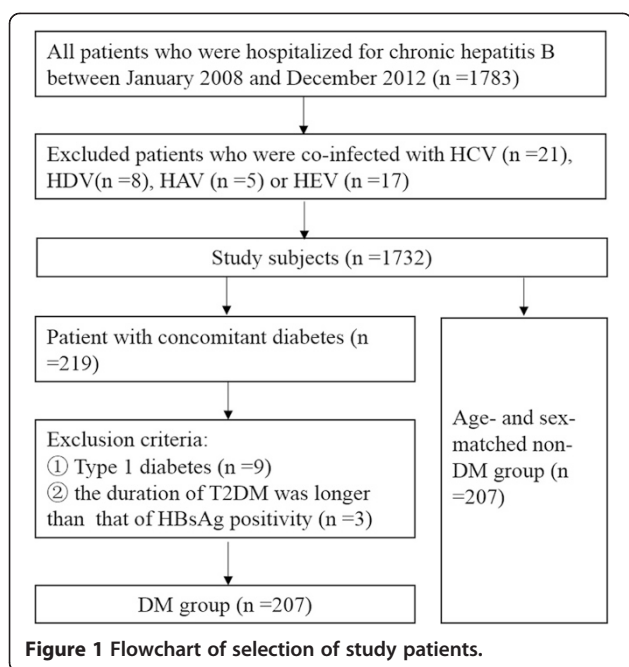 All patients who were hospitalized for chronic hepatitis B
between January 2008 and December 2012 (n =1783)
Excluded patients who were co-infected with HCV (n =21),
HDV(n =8), HAV (n =5) or HEV (n =17)
Study subjects (n =1732)
Patient with concomitant diabetes (n
=219)
Exclusion criteria:
① Type 1 diabetes (n =9)
② the duration of T2DM was longer
than that of HBsAg positivity (n =3)
DM group (n =207)
Age- and sex-
matched non-
DM group (n
=207)
Figure 1 Flowchart of selection of study patients.